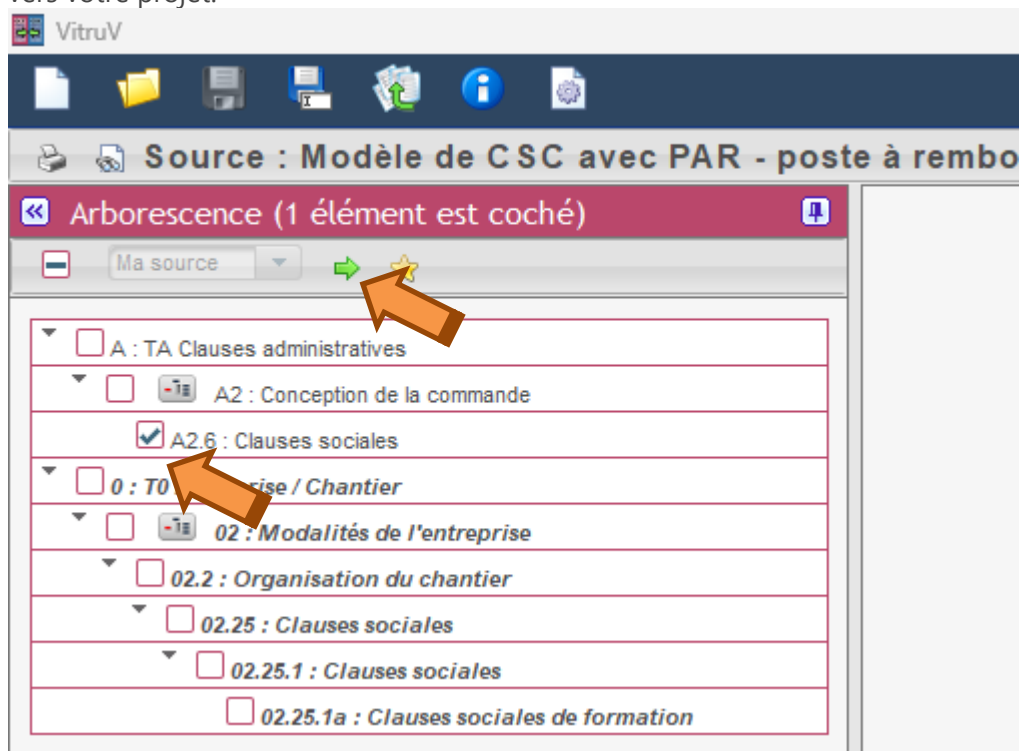 vers votre projet.
VitruV
Source : Modèle de CSC avec PAR - poste à rembo
Arborescence (1 élément est coché)
Ma source
A : TA Clauses administratives
A2 : Conception de la commande
A2.6 : Clauses sociales
0 : T0 rise / Chantier
02 : Modalités de l'entreprise
02.2 : Organisation du chantier
02.25 : Clauses sociales
02.25.1 : Clauses sociales
02.25.1a : Clauses sociales de formation